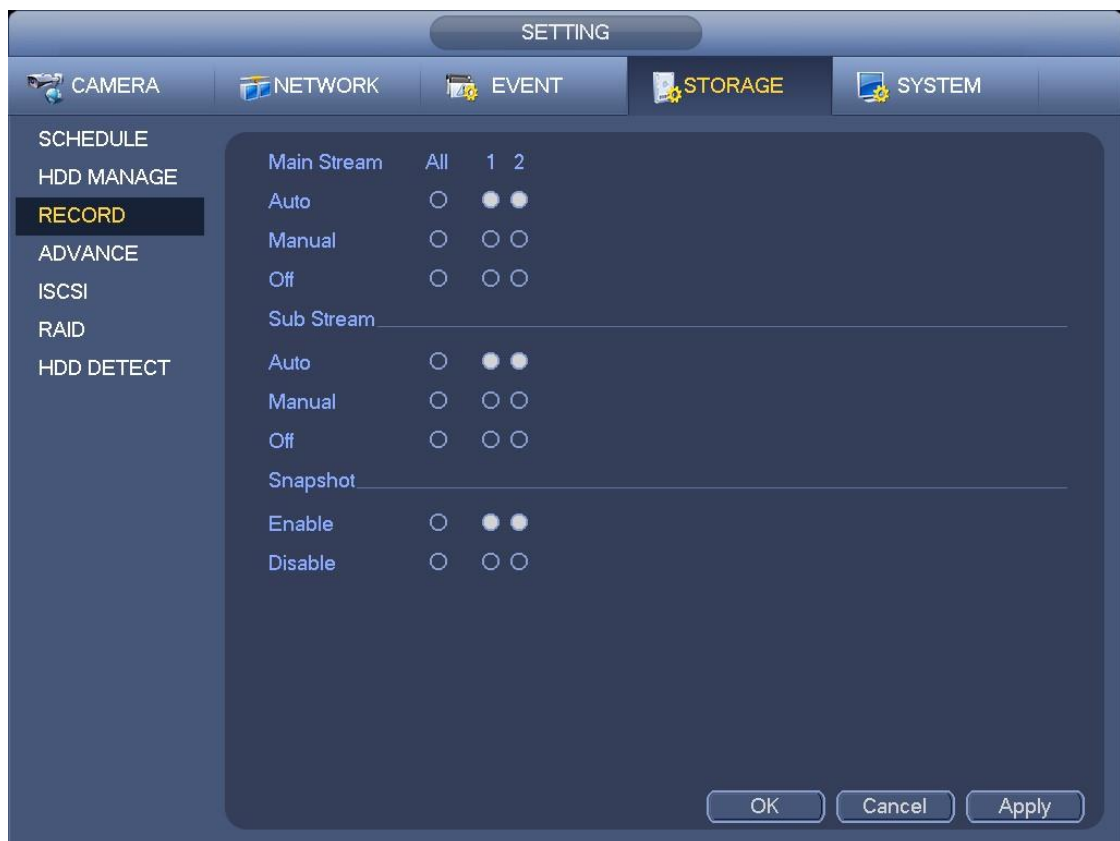 SETTING
CAMERA NETWORK EVENT STORAGE SYSTEM
SCHEDULE
HDD MANAGE
RECORD
ADVANCE
ISCSI
RAID
HDD DETECT
Main Stream All 1 2
Auto
Manual
Off
Sub Stream
Auto
Manual
Off
Snapshot
Enable
Disable
OK Cancel Apply